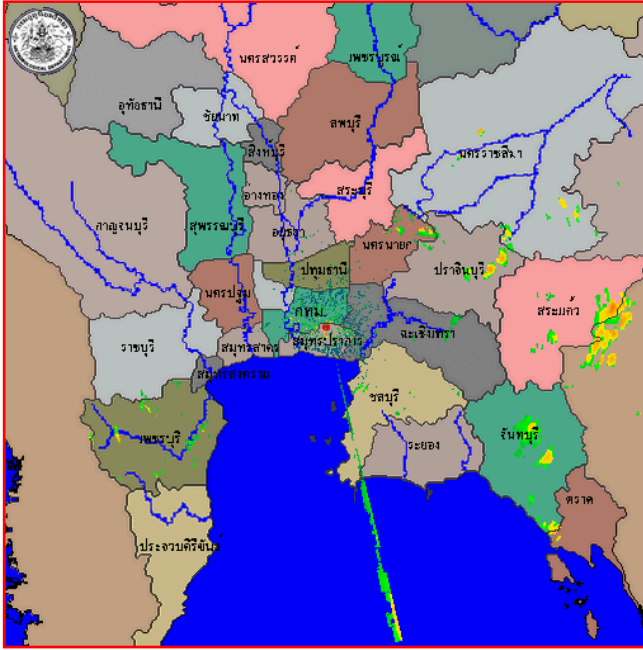 นครสวรรค์
เพชรบูรณ์
อุทัยธานี
ชัยนาท
ลพบุรี
สิงห์บุรี
นครราชสีมา
สระบุรี
อ่างทอง
กาญจนบุรี
สุพรรณบุรี
อยุธยา
นครนายก
ปทุมธานี
ปราจีนบุรี
นครปฐม
กทม.
สระแก้ว
ฉะเชิงเทรา
สมุทรปราการ
สมุทรสาคร
ราชบุรี
สมุทรสงคราม
ชลบุรี
เพชรบุรี
ระยอง
จันทบุรี
ตราด
ประจวบคีรีขันธ